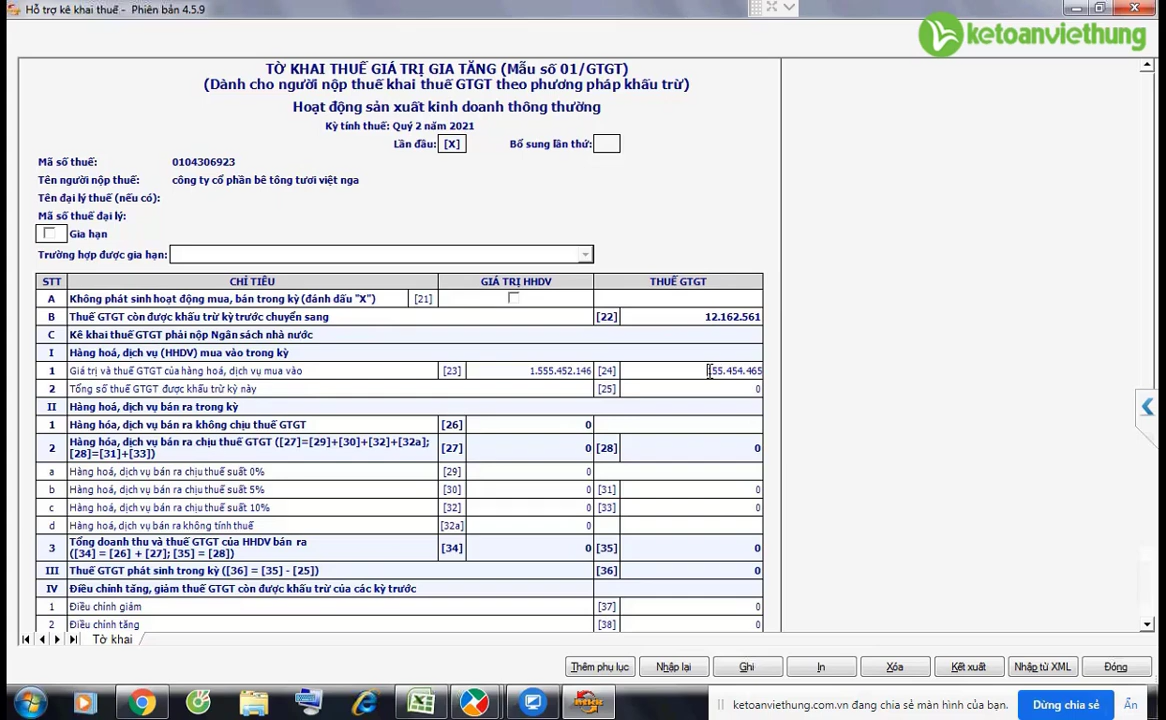 Hỗ trợ kê khai thuế - Phiên bản 4.5.9
ketoanviethung
TỜ KHAI THUẾ GIÁ TRỊ GIA TĂNG (Mẫu số 01/GTGT)
(Dành cho người nộp thuế khai thuế GTGT theo phương pháp khấu trừ)
Hoạt động sản xuất kinh doanh thông thường
Kỳ tính thuế: Quý 2 năm 2021
Lần đầu: [X] Bổ sung lần thứ:
Mã số thuế: 0104306923
Tên người nộp thuế: công ty cổ phần bê tông tươi việt nga
Tên đại lý thuế (nếu có):
Mã số thuế đại lý:
Gia hạn
Trường hợp được gia hạn:
STT CHỈ TIÊU GIÁ TRỊ HHDV THUẾ GTGT
A Không phát sinh hoạt động mua, bán trong kỳ (đánh dấu "X") [21]
B Thuế GTGT còn được khấu trừ kỳ trước chuyển sang [22] 12.162.561
C Kê khai thuế GTGT phải nộp Ngân sách nhà nước
I Hàng hoá, dịch vụ (HHDV) mua vào trong kỳ
1 Giá trị và thuế GTGT của hàng hoá, dịch vụ mua vào [23] 1.555.452.146 [24] 155.454.465
2 Tổng số thuế GTGT được khấu trừ kỳ này [25] 0
II Hàng hoá, dịch vụ bán ra trong kỳ
1 Hàng hóa, dịch vụ bán ra không chịu thuế GTGT [26] 0
2 Hàng hóa, dịch vụ bán ra chịu thuế GTGT ([27]=[29]+[30]+[32]+[32a]; [27] 0 [28] 0
[28]=[31]+[33])
a Hàng hoá, dịch vụ bán ra chịu thuế suất 0% [29] 0
b Hàng hoá, dịch vụ bán ra chịu thuế suất 5% [30] 0 [31] 0
c Hàng hoá, dịch vụ bán ra chịu thuế suất 10% [32] 0 [33] 0
d Hàng hoá, dịch vụ bán ra không tính thuế [32a] 0
3 Tổng doanh thu và thuế GTGT của HHDV bán ra [34] 0 [35] 0
([34] = [26] + [27]; [35] = [28])
III Thuế GTGT phát sinh trong kỳ ([36] = [35] - [25]) [36] 0
IV Điều chỉnh tăng, giảm thuế GTGT còn được khấu trừ của các kỳ trước
1 Điều chỉnh giảm [37] 0
2 Điều chỉnh tăng [38] 0
Tờ khai
Thêm phụ lục Nhập lại Ghi In Xóa Kết xuất Nhập từ XML Đóng
ketoanviethung.com.vn đang chia sẻ màn hình của bạn. Dừng chia sẻ Ẩn